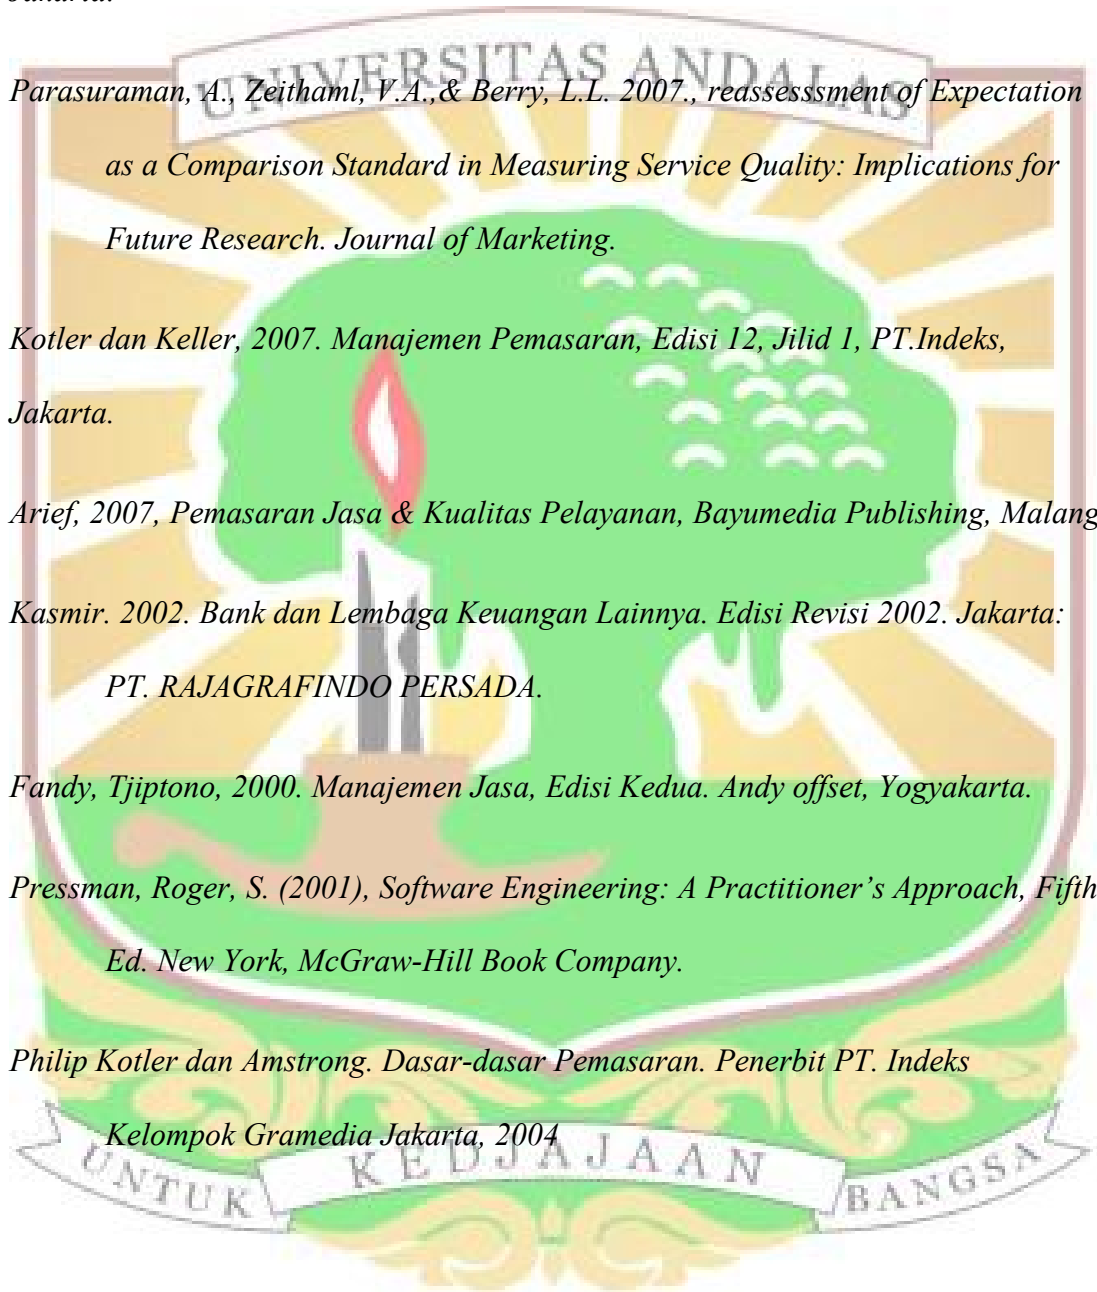 Jakarta.
UNIVERSITAS ANDALAS
Parasuraman, A., Zeithaml, V.A.,& Berry, L.L. 2007., reassesssment of Expectation
as a Comparison Standard in Measuring Service Quality: Implications for
Future Research. Journal of Marketing.
Kotler dan Keller, 2007. Manajemen Pemasaran, Edisi 12, Jilid 1, PT.Indeks,
Jakarta.
Arief, 2007, Pemasaran Jasa & Kualitas Pelayanan, Bayumedia Publishing, Malang
Kasmir. 2002. Bank dan Lembaga Keuangan Lainnya. Edisi Revisi 2002. Jakarta:
PT. RAJAGRAFINDO PERSADA.
Fandy, Tjiptono, 2000. Manajemen Jasa, Edisi Kedua. Andy offset, Yogyakarta.
Pressman, Roger, S. (2001), Software Engineering: A Practitioner’s Approach, Fifth
Ed. New York, McGraw-Hill Book Company.
Philip Kotler dan Amstrong. Dasar-dasar Pemasaran. Penerbit PT. Indeks
Kelompok Gramedia Jakarta, 2004
UNTUK KEDJAJAAN BANGSA